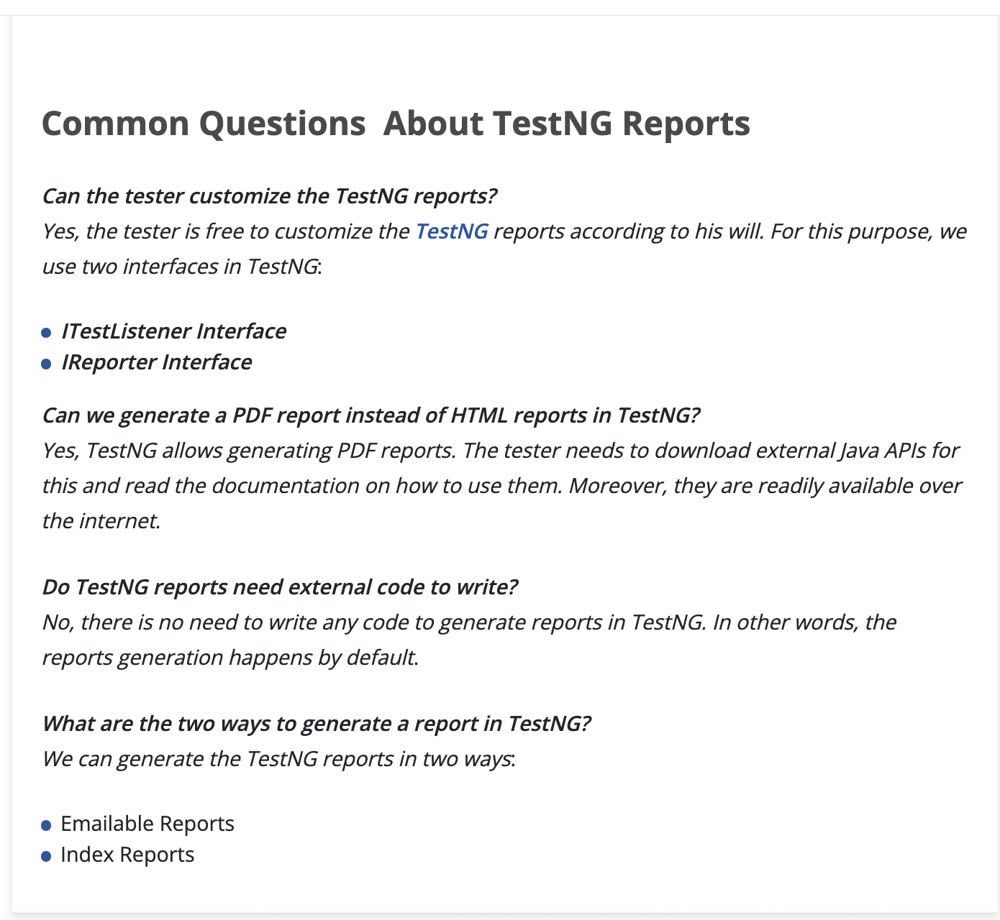 Common Questions  About TestNG Reports
Can the tester customize the TestNG reports?
Yes, the tester is free to customize the TestNG reports according to his will. For this purpose, we
use two interfaces in TestNG:
● ITestListener Interface
● IReporter Interface
Can we generate a PDF report instead of HTML reports in TestNG?
Yes, TestNG allows generating PDF reports. The tester needs to download external Java APIs for
this and read the documentation on how to use them. Moreover, they are readily available over
the internet.
Do TestNG reports need external code to write?
No, there is no need to write any code to generate reports in TestNG. In other words, the
reports generation happens by default.
What are the two ways to generate a report in TestNG?
We can generate the TestNG reports in two ways:
● Emailable Reports
● Index Reports